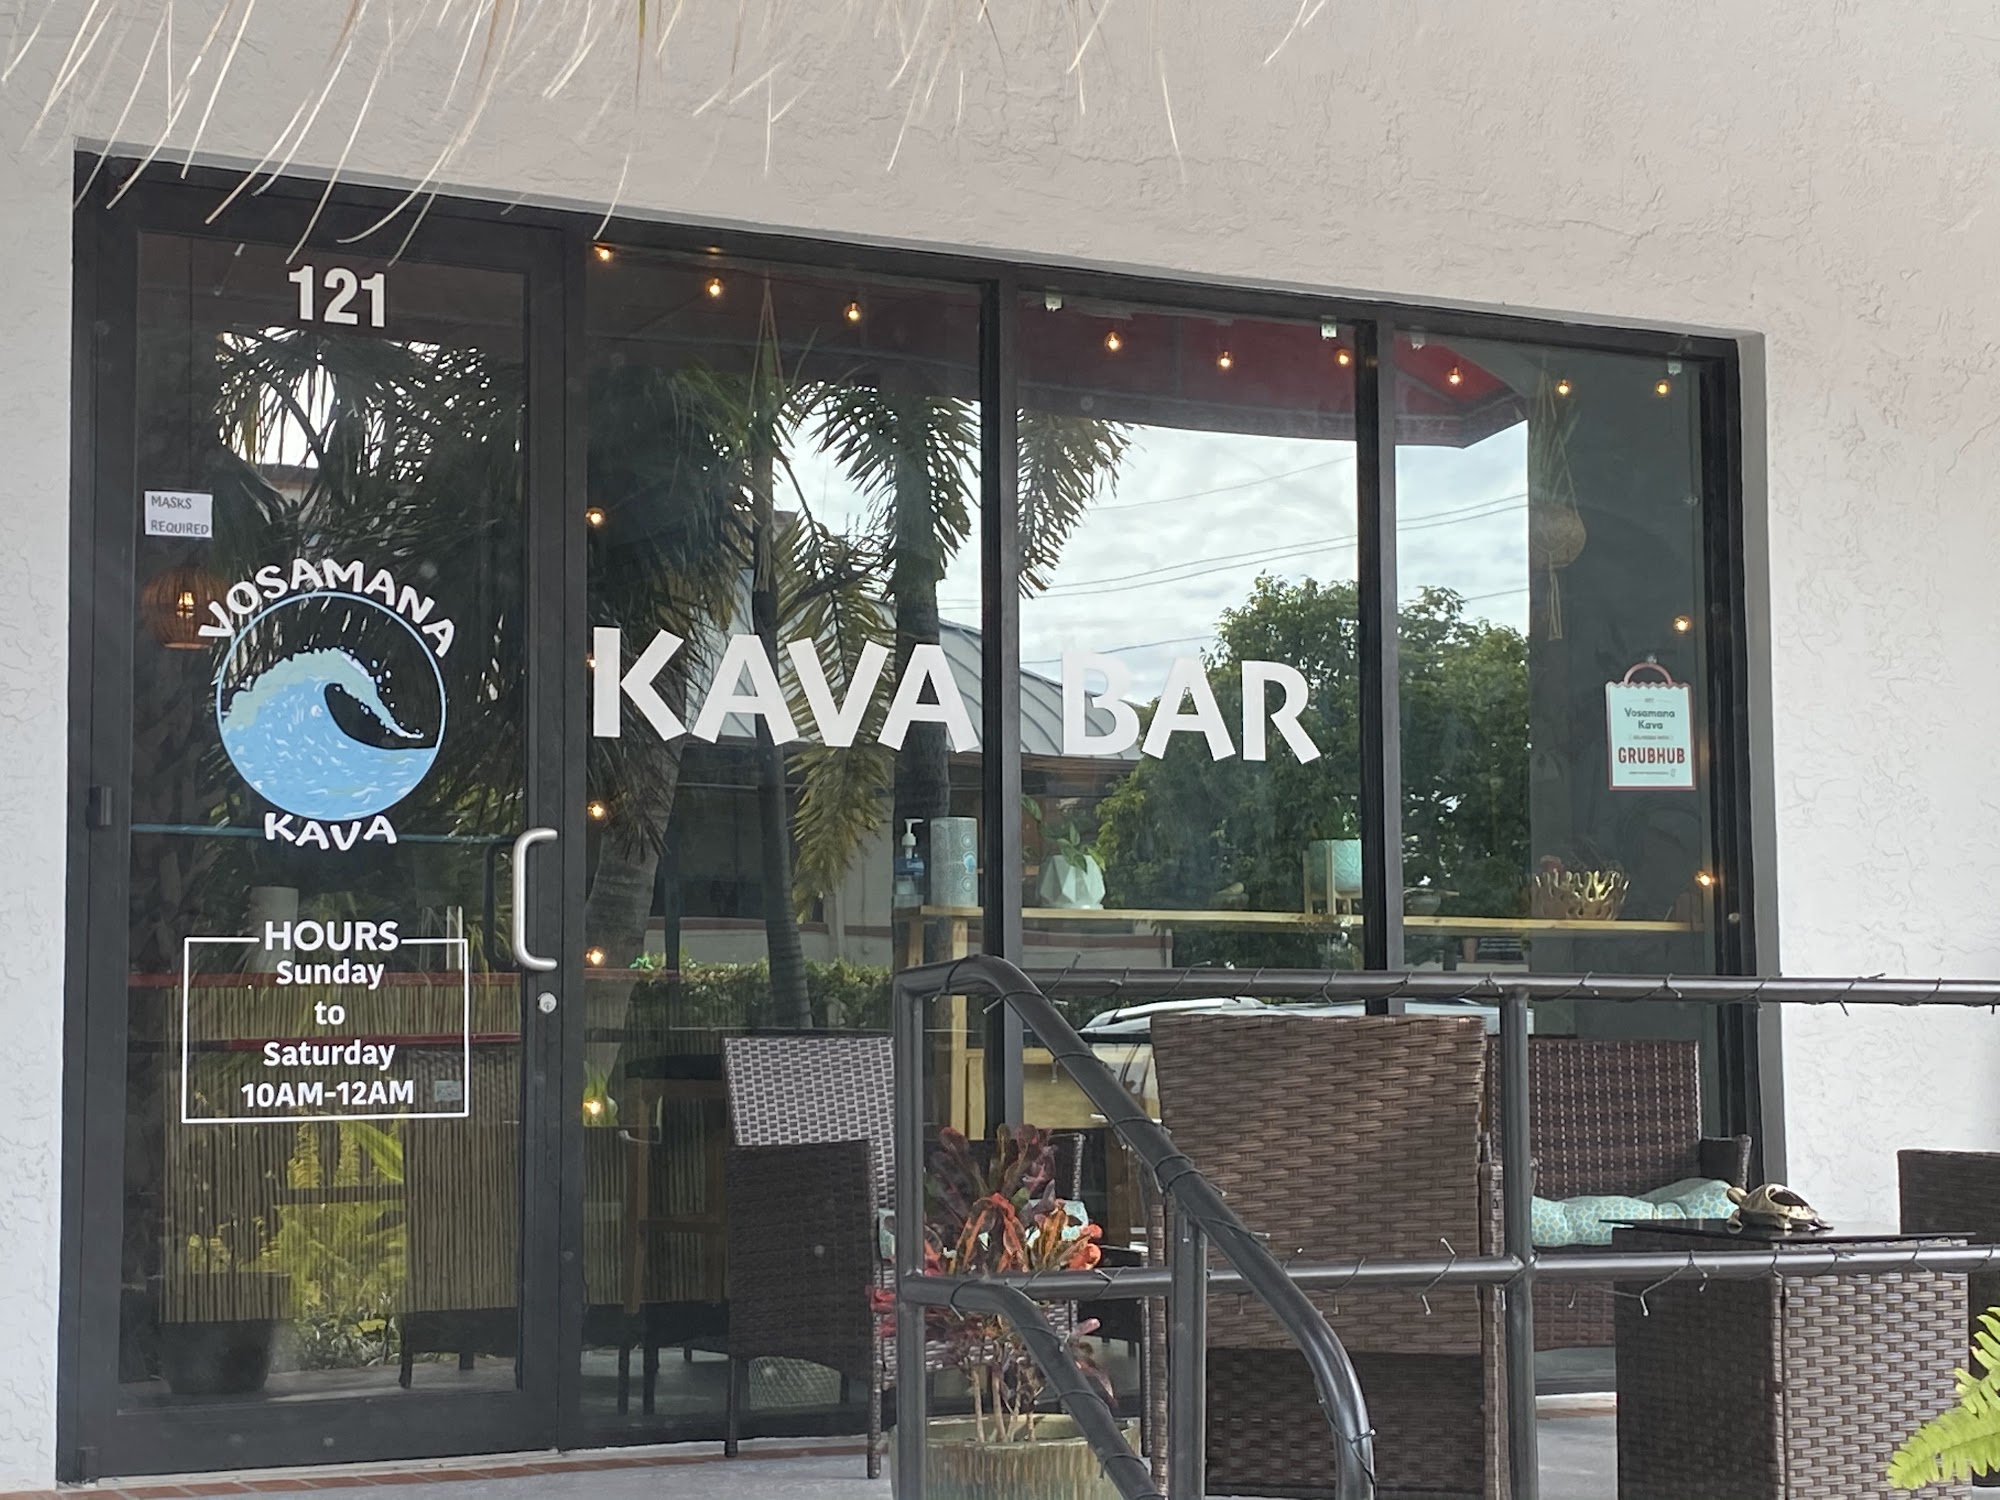 121
MASKS
REQUIRED
VOSAMANA
KAVA
HOURS
Sunday
to
Saturday
10AM-12AM
KAVA BAR
Vosamana
Kava
GRUBHUB